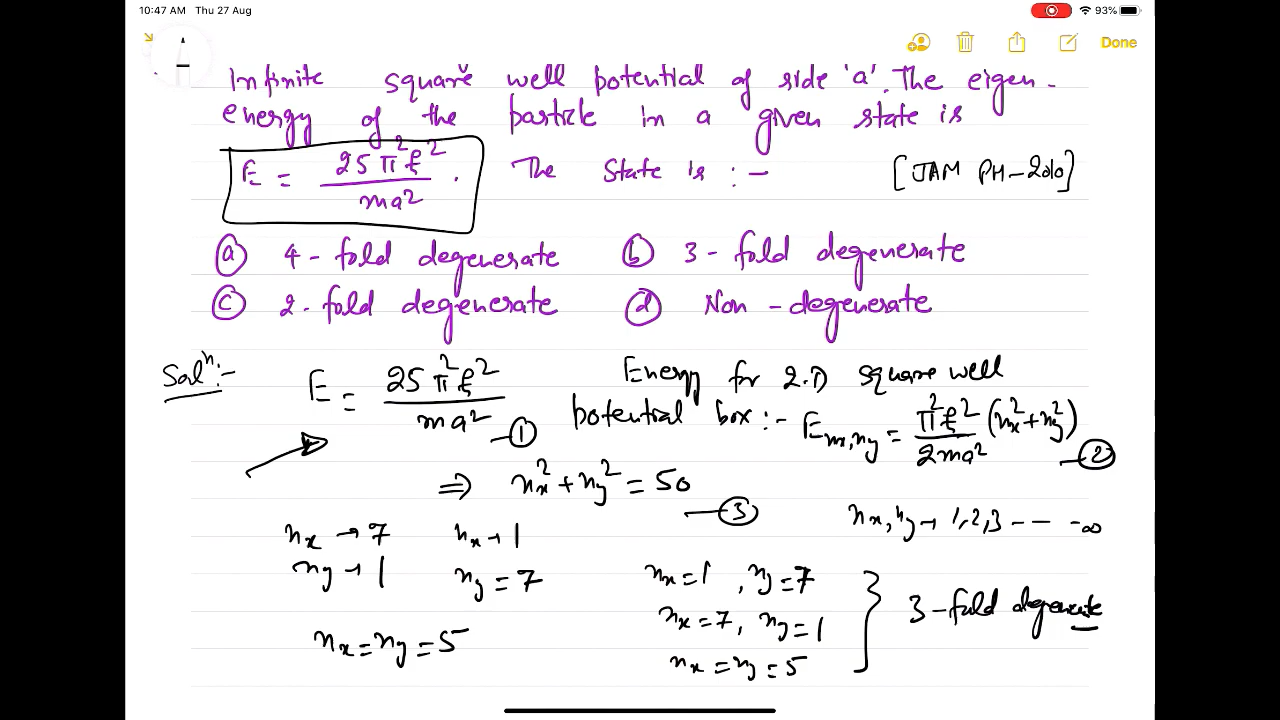 10:47 AM Thu 27 Aug 93%
Done
A
Infinite square well potential of side 'a'. The eigen-
energy of the particle in a given state is
E = 25π²ℏ²/ma². The State is :- [JAM PH-2010]
(a) 4-fold degenerate (b) 3-fold degenerate
(c) 2-fold degenerate (d) Non-degenerate
Solⁿ:- E = 25π²ℏ²/ma² —(1)
Energy for 2.D square well
potential box :- E_nx,ny = π²ℏ²/2ma² (nx²+ny²) —(2)
⇒ nx² + ny² = 50 —(3)
nx, ny → 1,2,3 --- -∞
nx → 7 nx → 1
ny → 1 ny = 7
nx = ny = 5
nx = 1, ny = 7
nx = 7, ny = 1 } 3-fold degenerate
nx = ny = 5